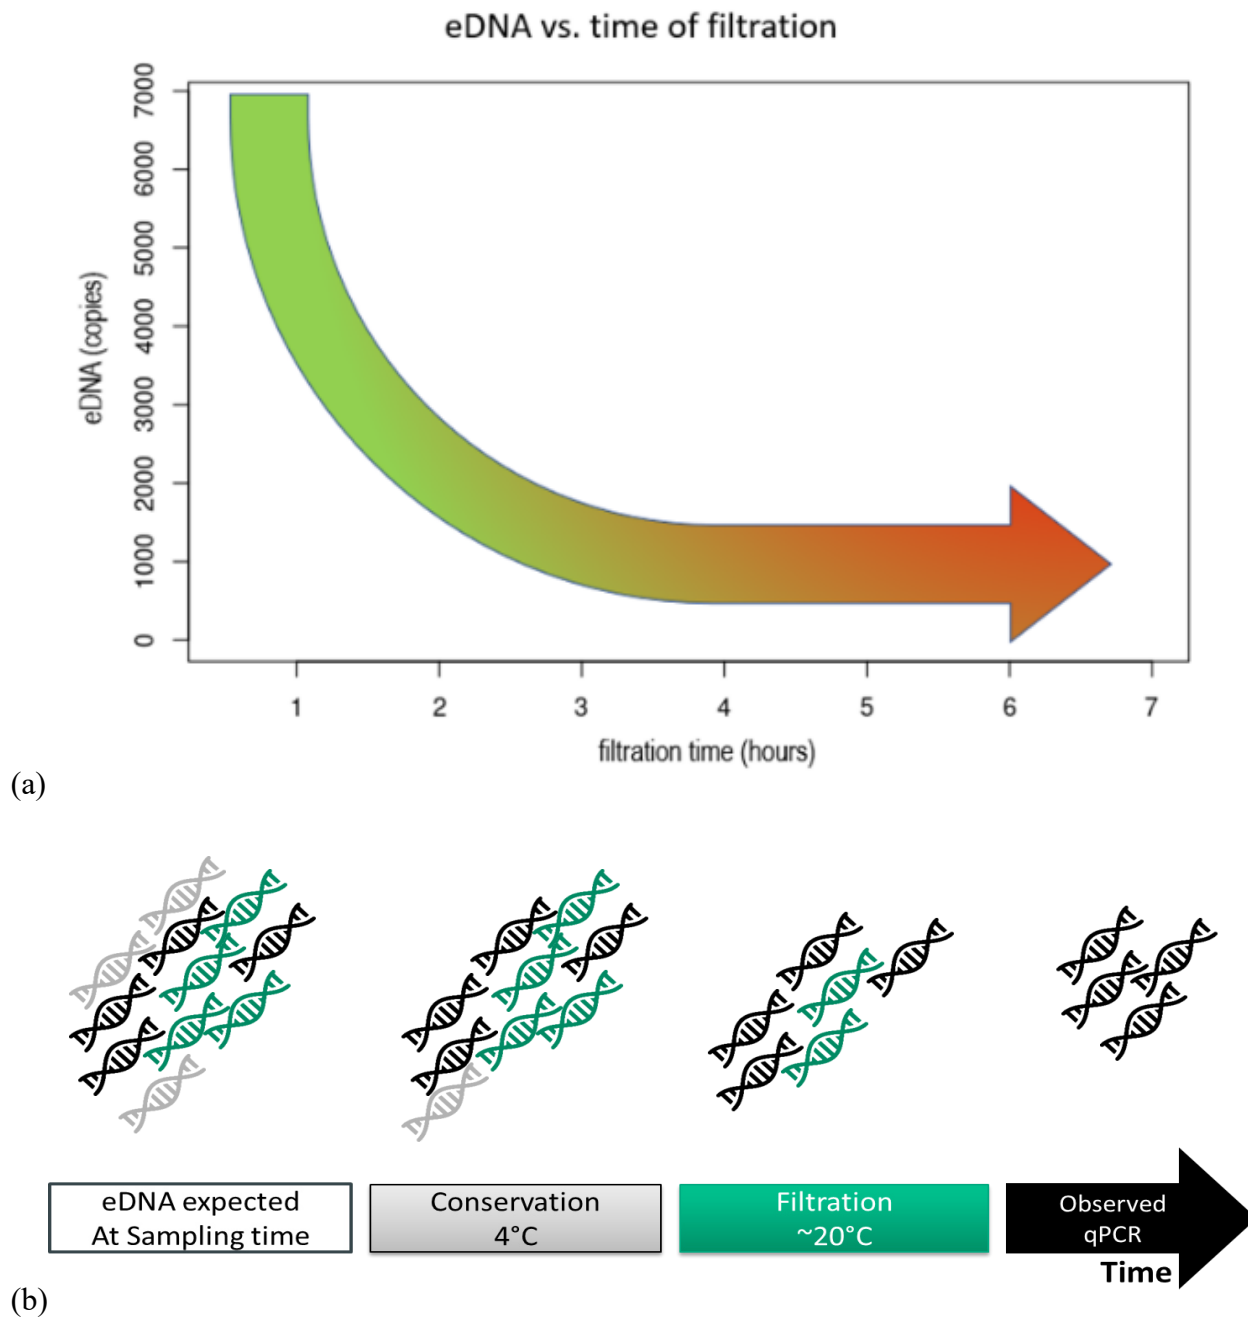 eDNA vs. time of filtration
7000
6000
5000
4000
3000
2000
1000
0
eDNA (copies)
1 2 3 4 5 6 7
filtration time (hours)
(a)
eDNA expected
At Sampling time
Conservation
4°C
Filtration
~20°C
Observed
qPCR
Time
(b)